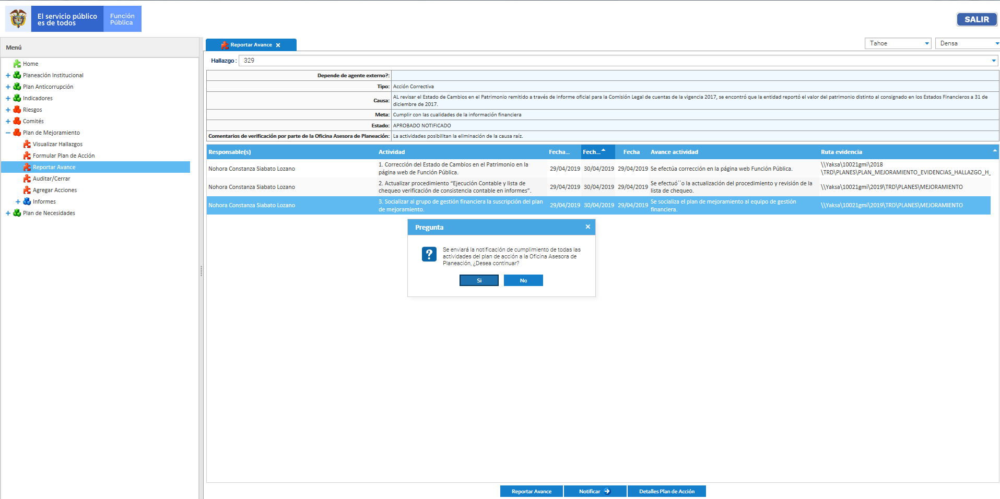 El servicio público
es de todos
Función
Pública
SALIR
Menú
Reportar Avance
Tahoe
Densa
Home
Planeación Institucional
Plan Anticorrupción
Indicadores
Riesgos
Comités
Plan de Mejoramiento
Visualizar Hallazgos
Formular Plan de Acción
Reportar Avance
Auditar/Cerrar
Agregar Acciones
Informes
Plan de Necesidades
Hallazgo : 329
Depende de agente externo?:
Tipo: Acción Correctiva
Causa: AL revisar el Estado de Cambios en el Patrimonio remitido a través de informe oficial para la Comisión Legal de cuentas de la vigencia 2017, se encontró que la entidad reportó el valor del patrimonio distinto al consignado en los Estados Financieros a 31 de
diciembre de 2017.
Meta: Cumplir con las cualidades de la información financiera
Estado: APROBADO NOTIFICADO
Comentarios de verificación por parte de la Oficina Asesora de Planeación: La actividades posibilitan la eliminación de la causa raíz.
Responsable(s) Actividad Fecha... Fech... Fecha Avance actividad Ruta evidencia
Nohora Constanza Siabato Lozano
1. Corrección del Estado de Cambios en el Patrimonio en la
página web de Función Pública.
29/04/2019 30/04/2019 29/04/2019
Se efectúa corrección en la página web Función Pública.
\\Yaksa\10021gmi\2018
\TRD\PLANES\PLAN_MEJORAMIENTO_EVIDENCIAS_HALLAZGO_H_
Nohora Constanza Siabato Lozano
2. Actualizar procedimiento “Ejecución Contable y lista de
chequeo verificación de consistencia contable en informes”.
29/04/2019 30/04/2019 29/04/2019
Se efectuó´´o la actualización del procedimiento y revisión de la
lista de chequeo.
\\Yaksa\10021gmi\2019\TRD\PLANES\MEJORAMIENTO
Nohora Constanza Siabato Lozano
3. Socializar al grupo de gestión financiera la suscripción del plan
de mejoramiento.
29/04/2019 30/04/2019 29/04/2019
Se socializa el plan de mejoramiento al equipo de gestión
financiera.
\\Yaksa\10021gmi\2019\TRD\PLANES\MEJORAMIENTO
Pregunta
Se enviará la notificación de cumplimiento de todas las
actividades del plan de acción a la Oficina Asesora de
Planeación, ¿Desea continuar?
Si
No
Reportar Avance
Notificar
Detalles Plan de Acción